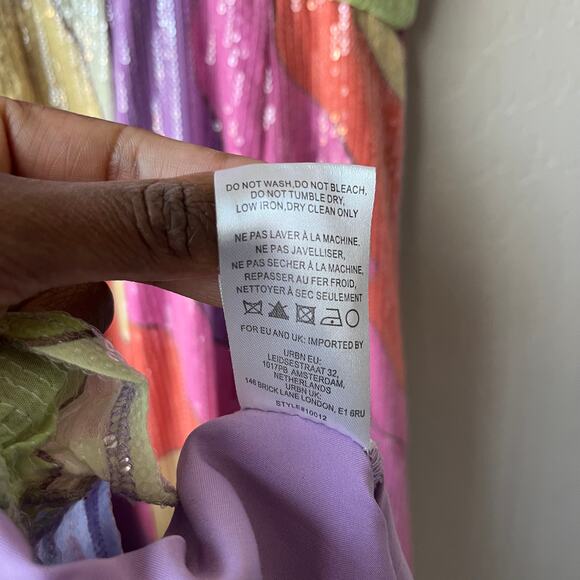 DO NOT WASH,DO NOT BLEACH,
DO NOT TUMBLE DRY,
LOW IRON,DRY CLEAN ONLY
NE PAS LAVER À LA MACHINE,
NE PAS JAVELLISER,
NE PAS SECHER À LA MACHINE,
REPASSER AU FER FROID,
NETTOYER À SEC SEULEMENT
FOR EU AND UK: IMPORTED BY
URBN EU:
LEIDSESTRAAT 32,
1017PB AMSTERDAM,
NETHERLANDS
URBN UK:
146 BRICK LANE LONDON, E1 6RU
STYLE#10012